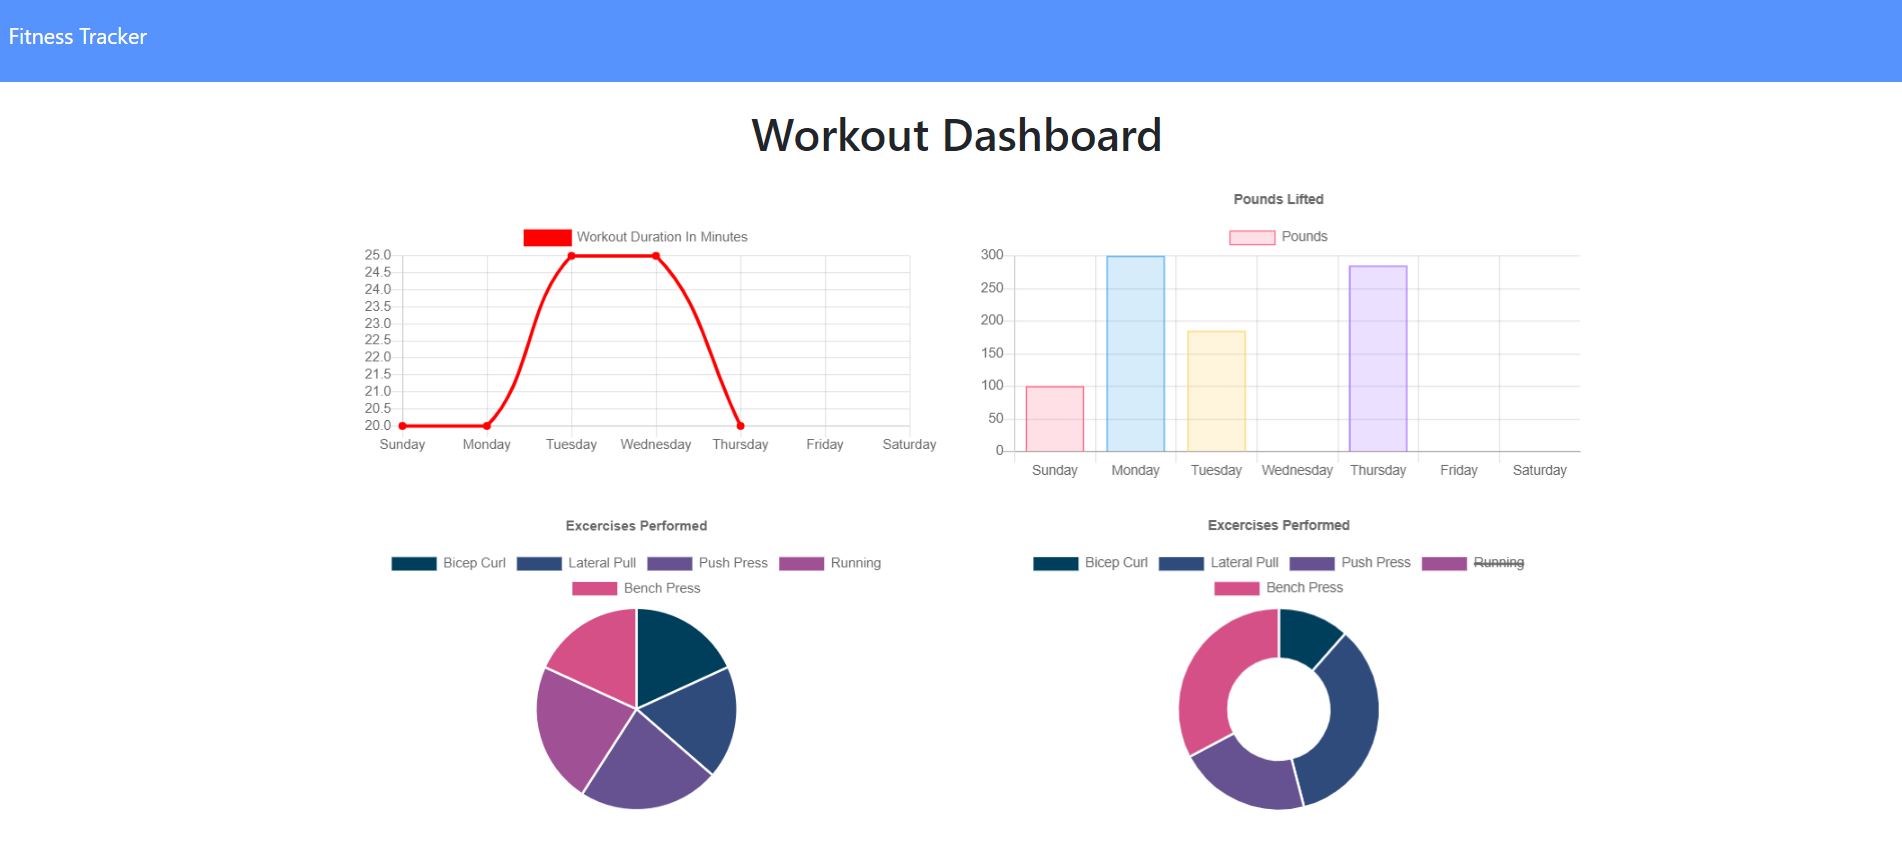 Fitness Tracker
Workout Dashboard
Workout Duration In Minutes
25.0
24.5
24.0
23.5
23.0
22.5
22.0
21.5
21.0
20.5
20.0
Sunday Monday Tuesday Wednesday Thursday Friday Saturday
Pounds Lifted
Pounds
300
250
200
150
100
50
0
Sunday Monday Tuesday Wednesday Thursday Friday Saturday
Excercises Performed
Bicep Curl Lateral Pull Push Press Running
Bench Press
Excercises Performed
Bicep Curl Lateral Pull Push Press Running
Bench Press